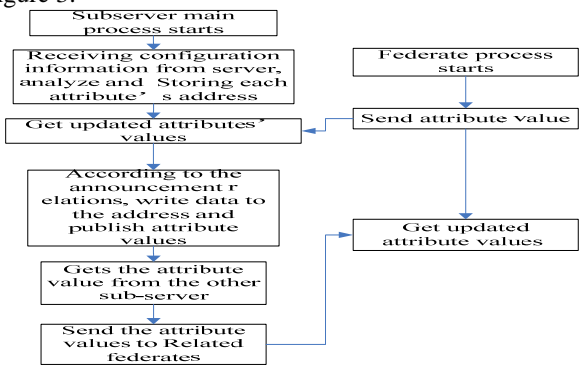 Figure 5.
Subserver main
process starts
Receiving configuration
information from server,
analyze and Storing each
attribute’ s address
Get updated attributes’
values
According to the
announcement r
elations, write data to
the address and
publish attribute
values
Gets the attribute
value from the other
sub-server
Send the attribute
values to Related
federates
Federate process
starts
Send attribute value
Get updated
attribute values